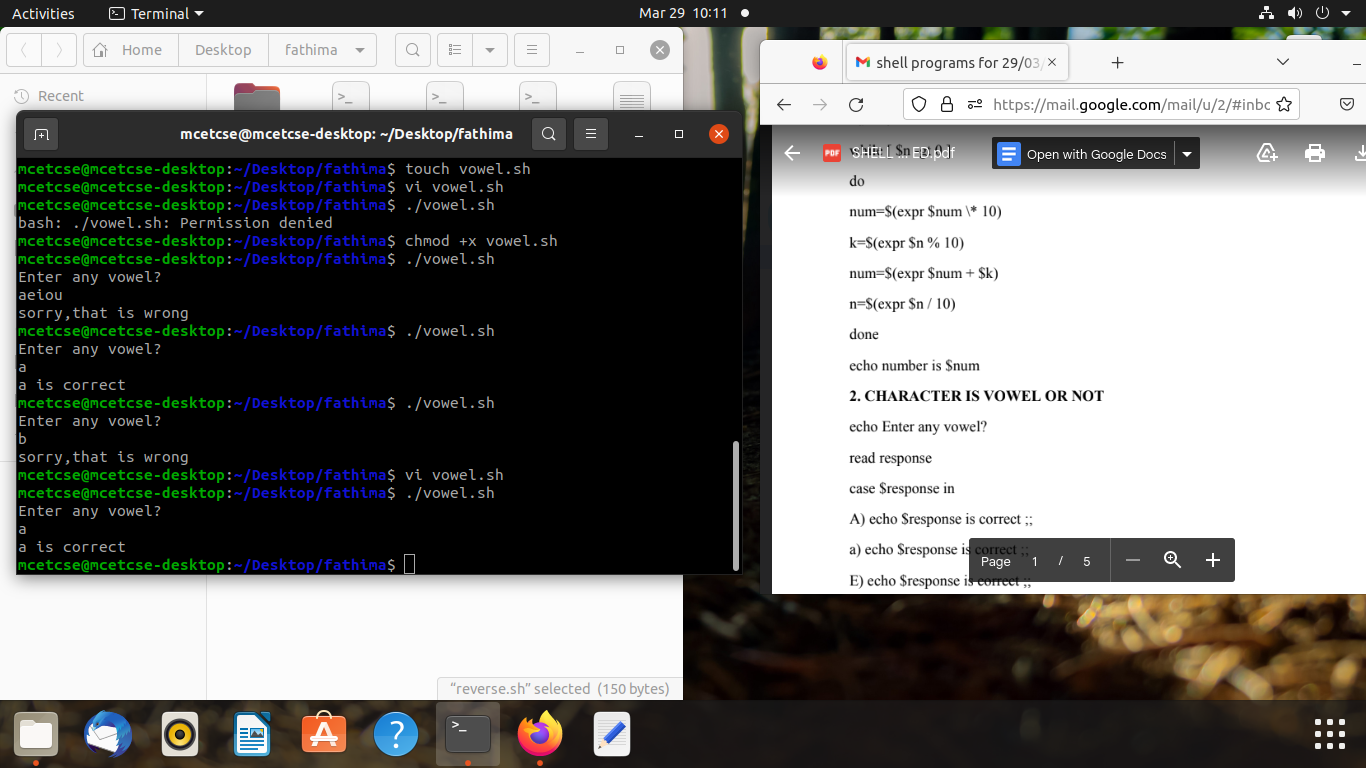 Activities
Terminal
Mar 29 10:11
Home
Desktop
fathima
Recent
mcetcse@mcetcse-desktop: ~/Desktop/fathima
mcetcse@mcetcse-desktop:~/Desktop/fathima$ touch vowel.sh
mcetcse@mcetcse-desktop:~/Desktop/fathima$ vi vowel.sh
mcetcse@mcetcse-desktop:~/Desktop/fathima$ ./vowel.sh
bash: ./vowel.sh: Permission denied
mcetcse@mcetcse-desktop:~/Desktop/fathima$ chmod +x vowel.sh
mcetcse@mcetcse-desktop:~/Desktop/fathima$ ./vowel.sh
Enter any vowel?
aeiou
sorry,that is wrong
mcetcse@mcetcse-desktop:~/Desktop/fathima$ ./vowel.sh
Enter any vowel?
a
a is correct
mcetcse@mcetcse-desktop:~/Desktop/fathima$ ./vowel.sh
Enter any vowel?
b
sorry,that is wrong
mcetcse@mcetcse-desktop:~/Desktop/fathima$ vi vowel.sh
mcetcse@mcetcse-desktop:~/Desktop/fathima$ ./vowel.sh
Enter any vowel?
a
a is correct
mcetcse@mcetcse-desktop:~/Desktop/fathima$
"reverse.sh" selected (150 bytes)
shell programs for 29/03/
https://mail.google.com/mail/u/2/#inbo
PDF
SHELL ... ED.pdf
Open with Google Docs
do
num=$(expr $num \* 10)
k=$(expr $n % 10)
num=$(expr $num + $k)
n=$(expr $n / 10)
done
echo number is $num
2. CHARACTER IS VOWEL OR NOT
echo Enter any vowel?
read response
case $response in
A) echo $response is correct ;;
a) echo $response is correct ;;
E) echo $response is correct ;;
Page 1 / 5